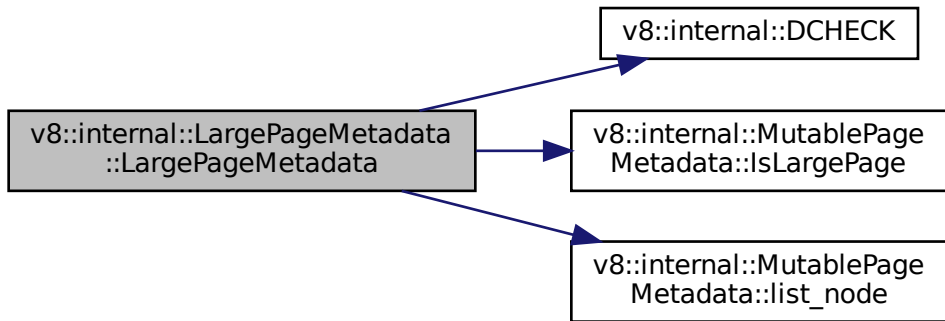 v8::internal::DCHECK
v8::internal::LargePageMetadata
::LargePageMetadata
v8::internal::MutablePage
Metadata::IsLargePage
v8::internal::MutablePage
Metadata::list_node